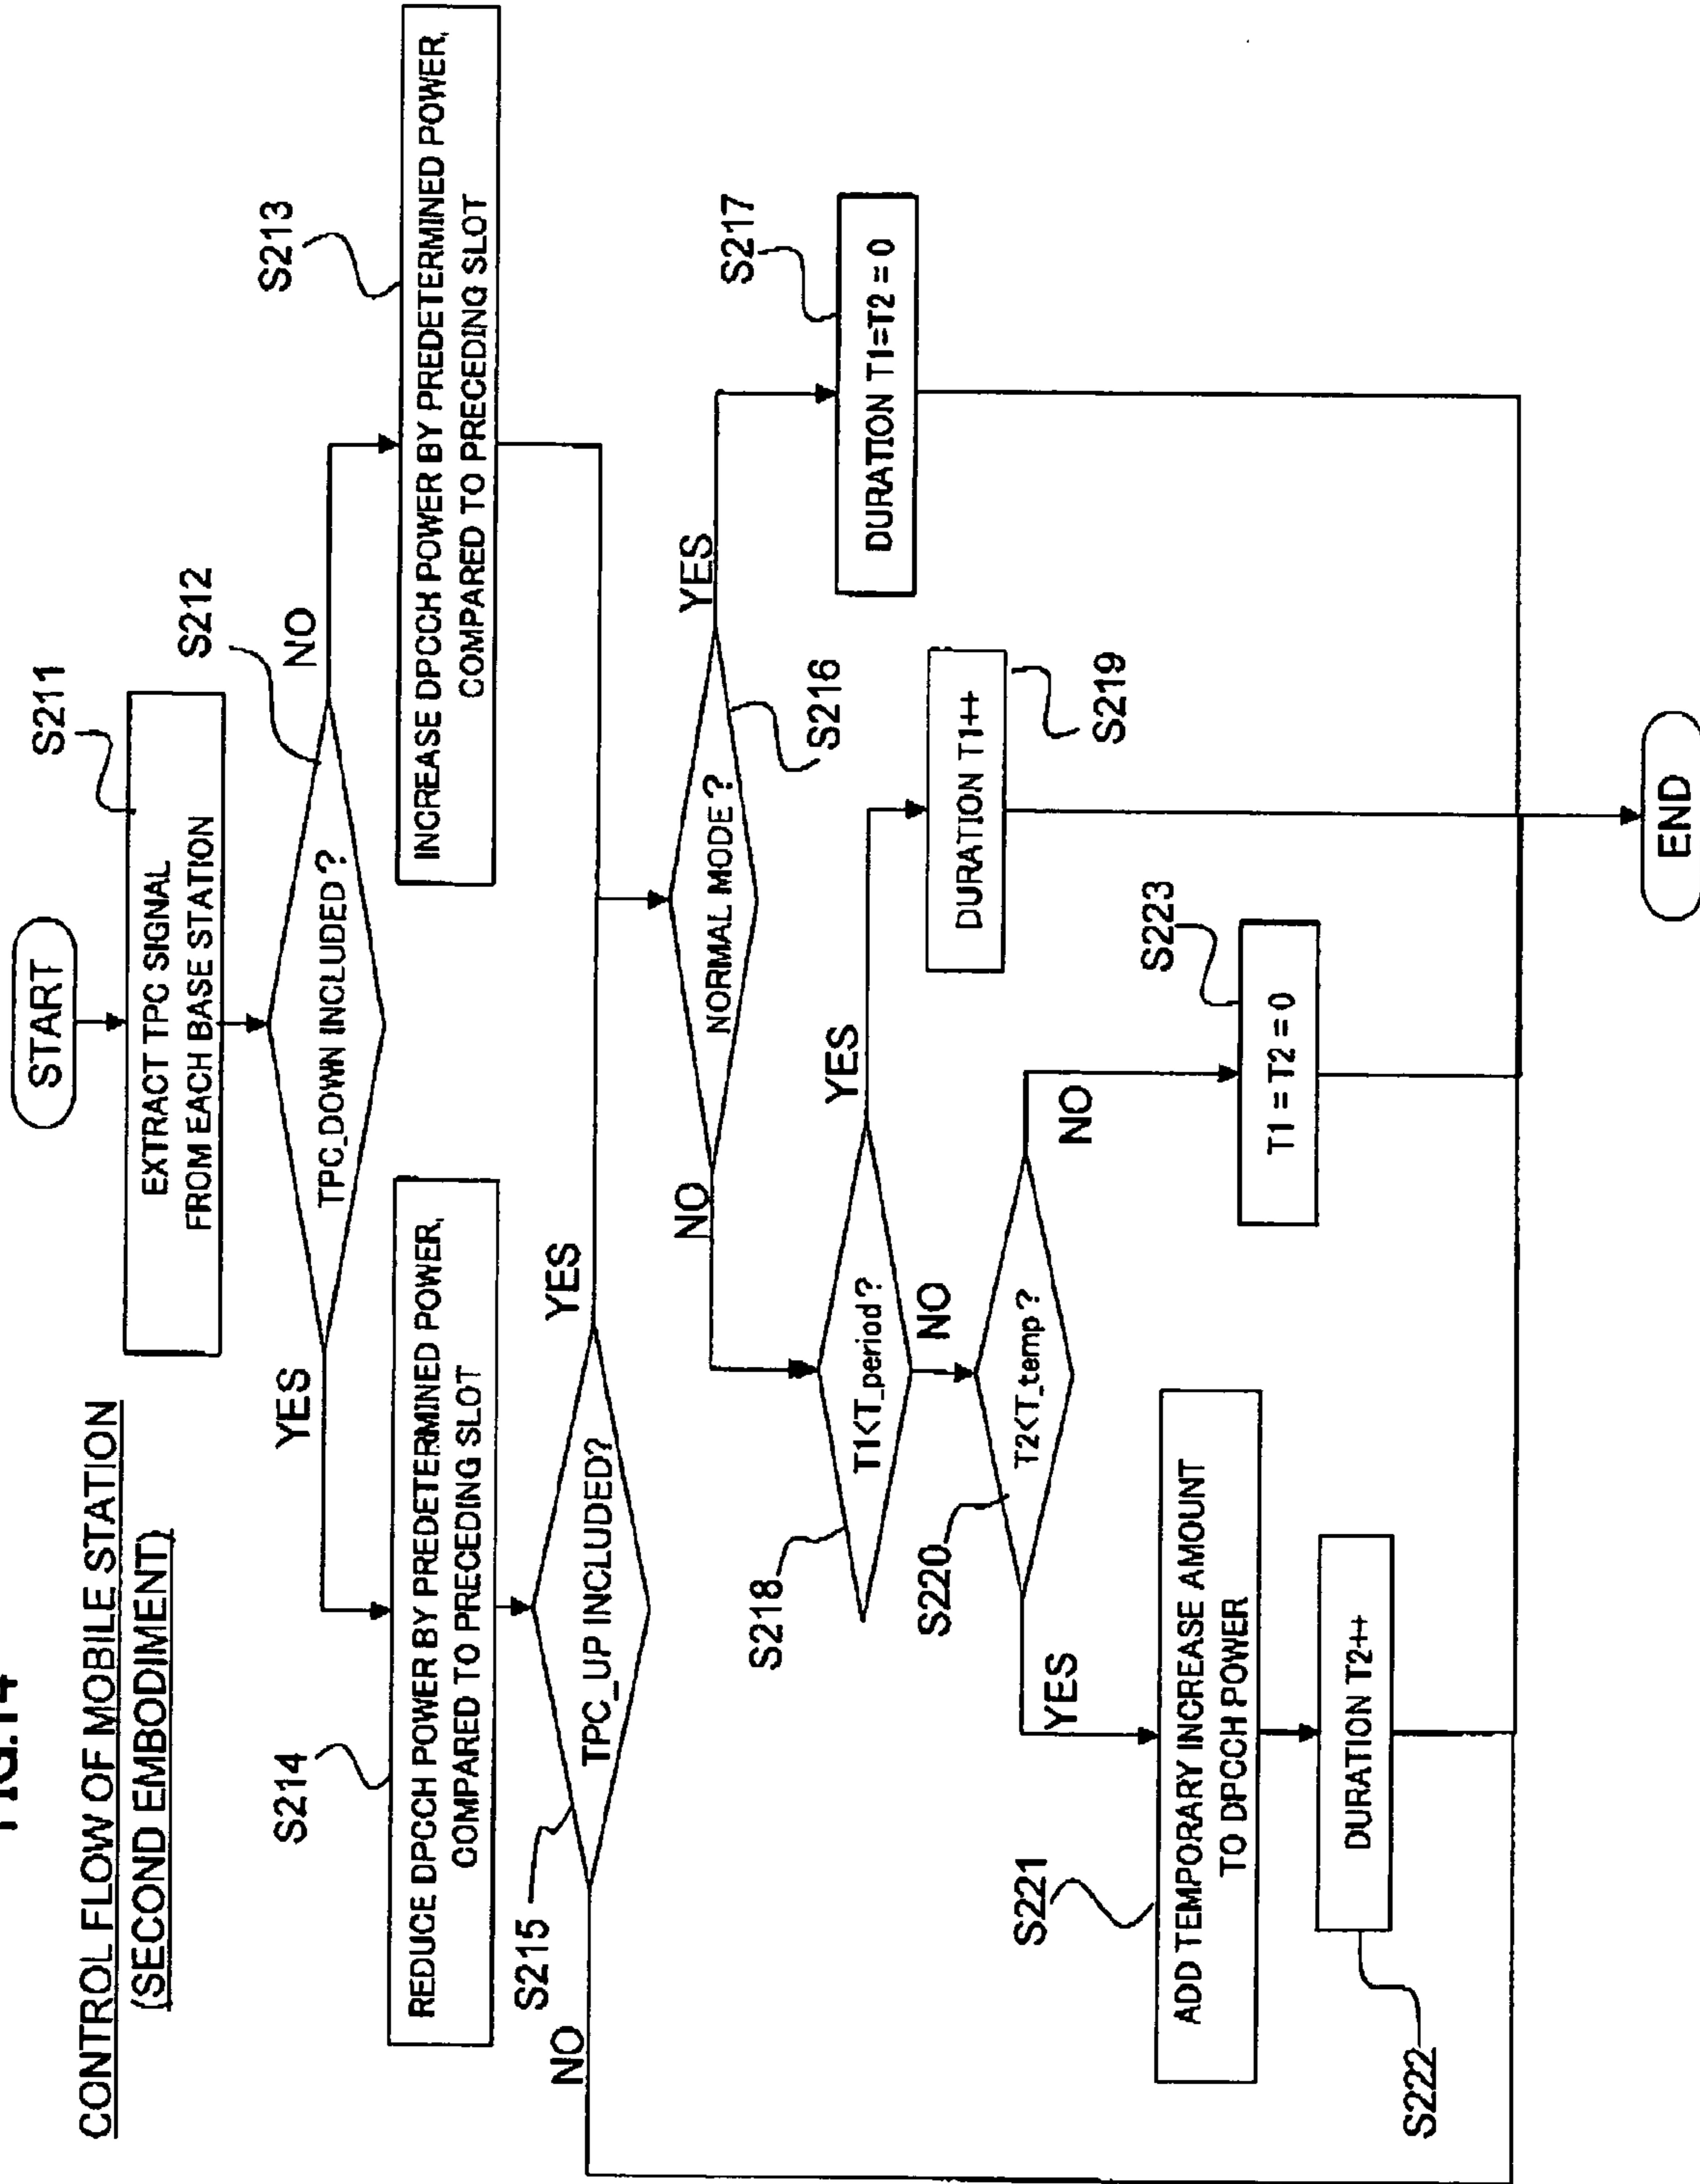 FIG.14
CONTROL FLOW OF MOBILE STATION
(SECOND EMBODIMENT)
START
S211
EXTRACT TPC SIGNAL
FROM EACH BASE STATION
S212
TPC_DOWN INCLUDED?
YES
NO
S213
INCREASE DPCCH POWER BY PREDETERMINED POWER,
COMPARED TO PRECEDING SLOT
S214
REDUCE DPCCH POWER BY PREDETERMINED POWER,
COMPARED TO PRECEDING SLOT
S215
TPC_UP INCLUDED?
NO
YES
S216
NORMAL MODE?
NO
YES
S217
DURATION T1=T2 = 0
S218
T1<T_period?
YES
NO
S219
DURATION T1++
S220
T2<T_temp?
YES
NO
S221
ADD TEMPORARY INCREASE AMOUNT
TO DPCCH POWER
S222
DURATION T2++
S223
T1 = T2 = 0
END